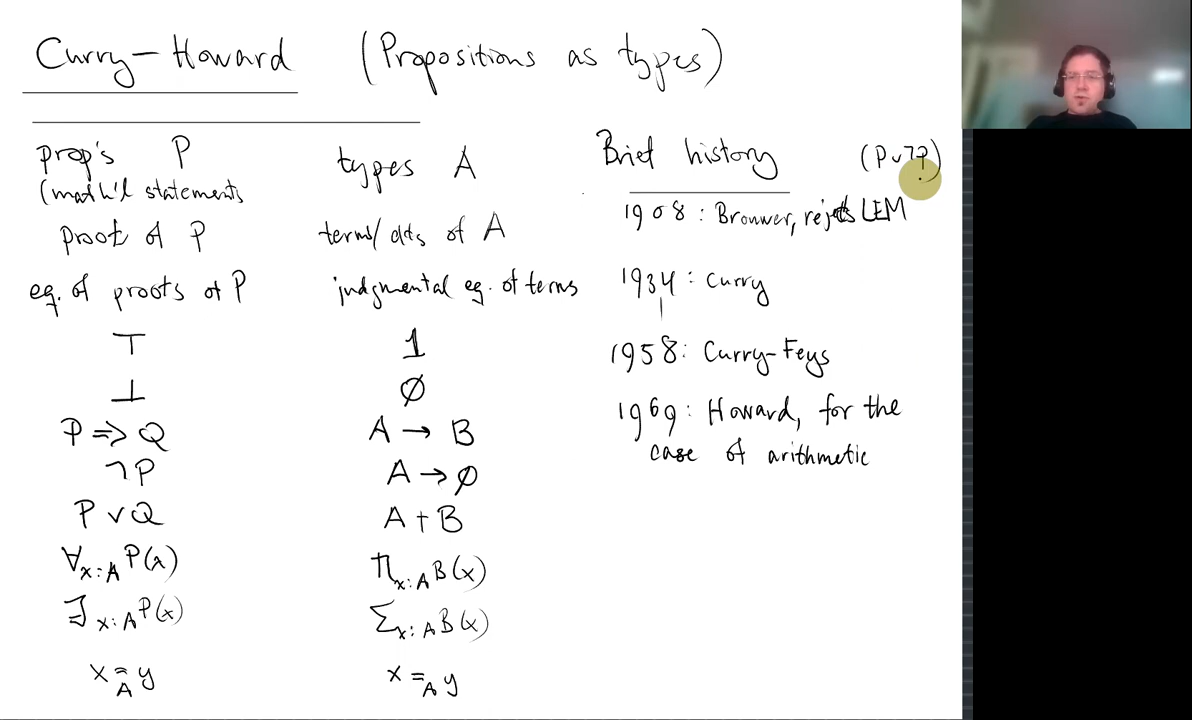 Curry-Howard (Propositions as types)
prop's P types A
(math'l statements
proof of P terms/elts of A
eq. of proofs of P judgmental eq. of terms
⊤ 1
⊥ ∅
P ⇒ Q A → B
¬P A → ∅
P ∨ Q A + B
∀x:A P(x) Πx:A B(x)
∃x:A P(x) Σx:A B(x)
x =A y x =A y
Brief history (P ∨ ¬P)
1908: Brouwer, rejects LEM
1934: Curry
1958: Curry-Feys
1969: Howard, for the
case of arithmetic